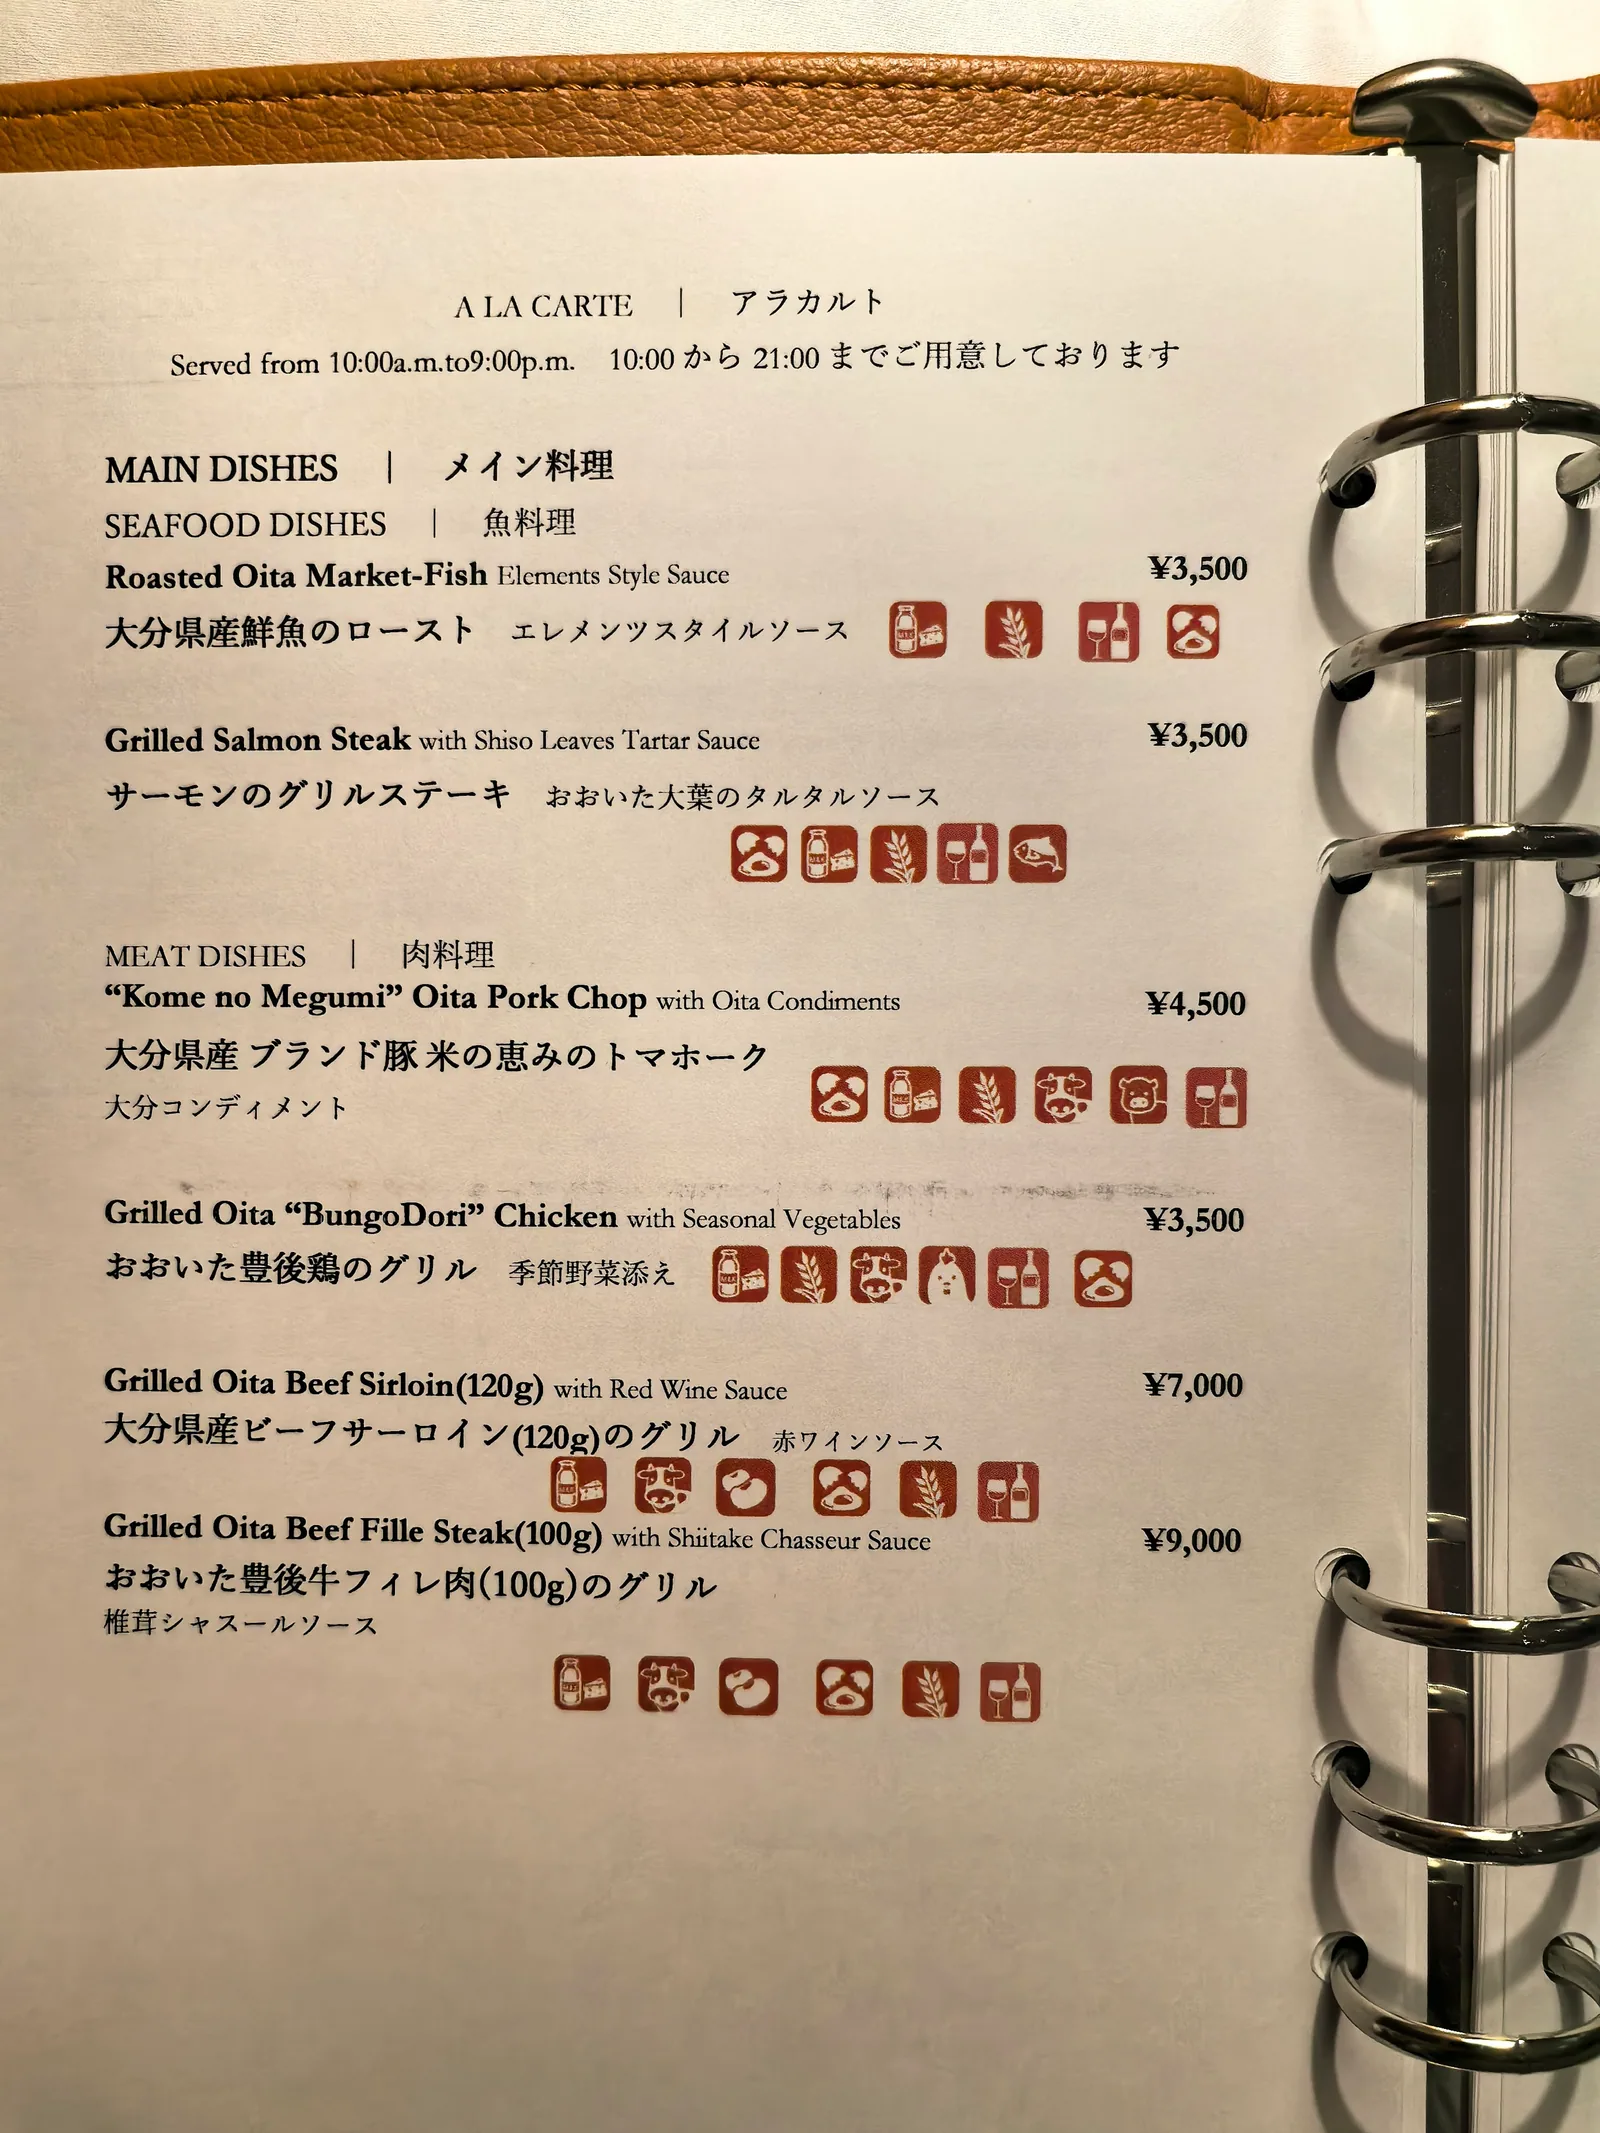 A LA CARTE | アラカルト
Served from 10:00a.m.to9:00p.m. 10:00 から 21:00 までご用意しております
MAIN DISHES | メイン料理
SEAFOOD DISHES | 魚料理
Roasted Oita Market-Fish Elements Style Sauce ¥3,500
大分県産鮮魚のロースト エレメンツスタイルソース
Grilled Salmon Steak with Shiso Leaves Tartar Sauce ¥3,500
サーモンのグリルステーキ おおいた大葉のタルタルソース
MEAT DISHES | 肉料理
“Kome no Megumi” Oita Pork Chop with Oita Condiments ¥4,500
大分県産 ブランド豚 米の恵みのトマホーク
大分コンディメント
Grilled Oita “BungoDori” Chicken with Seasonal Vegetables ¥3,500
おおいた豊後鶏のグリル 季節野菜添え
Grilled Oita Beef Sirloin(120g) with Red Wine Sauce ¥7,000
大分県産ビーフサーロイン(120g)のグリル 赤ワインソース
Grilled Oita Beef Fille Steak(100g) with Shiitake Chasseur Sauce ¥9,000
おおいた豊後牛フィレ肉(100g)のグリル
椎茸シャスールソース